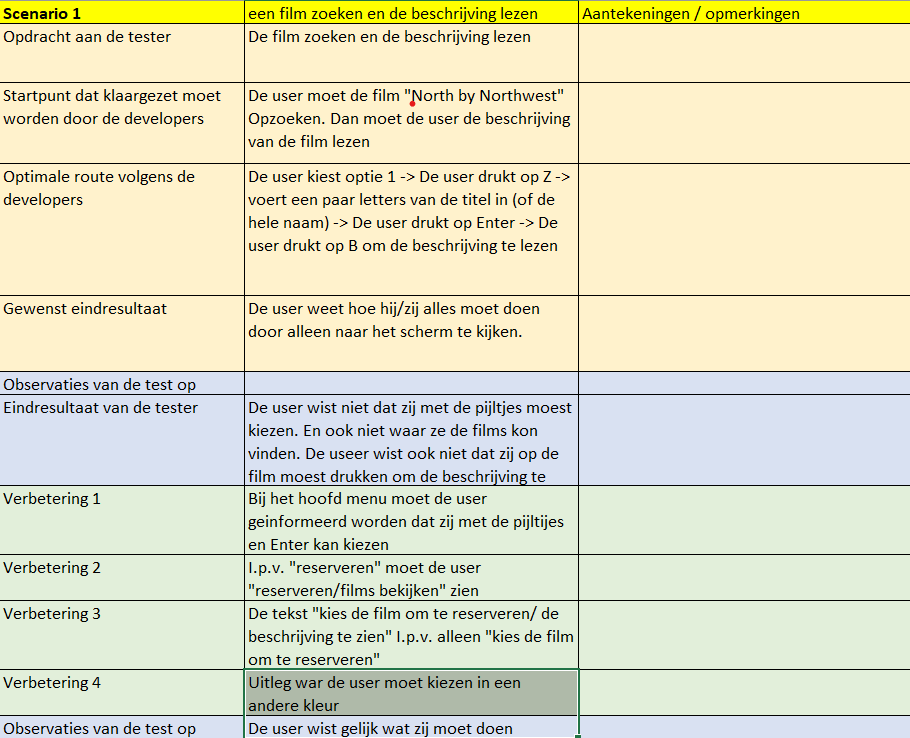 Scenario 1
een film zoeken en de beschrijving lezen
Aantekeningen / opmerkingen
Opdracht aan de tester
De film zoeken en de beschrijving lezen
Startpunt dat klaargezet moet
worden door de developers
De user moet de film "North by Northwest"
Opzoeken. Dan moet de user de beschrijving
van de film lezen
Optimale route volgens de
developers
De user kiest optie 1 -> De user drukt op Z ->
voert een paar letters van de titel in (of de
hele naam) -> De user drukt op Enter -> De
user drukt op B om de beschrijving te lezen
Gewenst eindresultaat
De user weet hoe hij/zij alles moet doen
door alleen naar het scherm te kijken.
Observaties van de test op
Eindresultaat van de tester
De user wist niet dat zij met de pijltjes moest
kiezen. En ook niet waar ze de films kon
vinden. De useer wist ook niet dat zij op de
film moest drukken om de beschrijving te
Verbetering 1
Bij het hoofd menu moet de user
geinformeerd worden dat zij met de pijltijes
en Enter kan kiezen
Verbetering 2
I.p.v. "reserveren" moet de user
"reserveren/films bekijken" zien
Verbetering 3
De tekst "kies de film om te reserveren/ de
beschrijving te zien" I.p.v. alleen "kies de film
om te reserveren"
Verbetering 4
Uitleg war de user moet kiezen in een
andere kleur
Observaties van de test op
De user wist gelijk wat zij moet doen